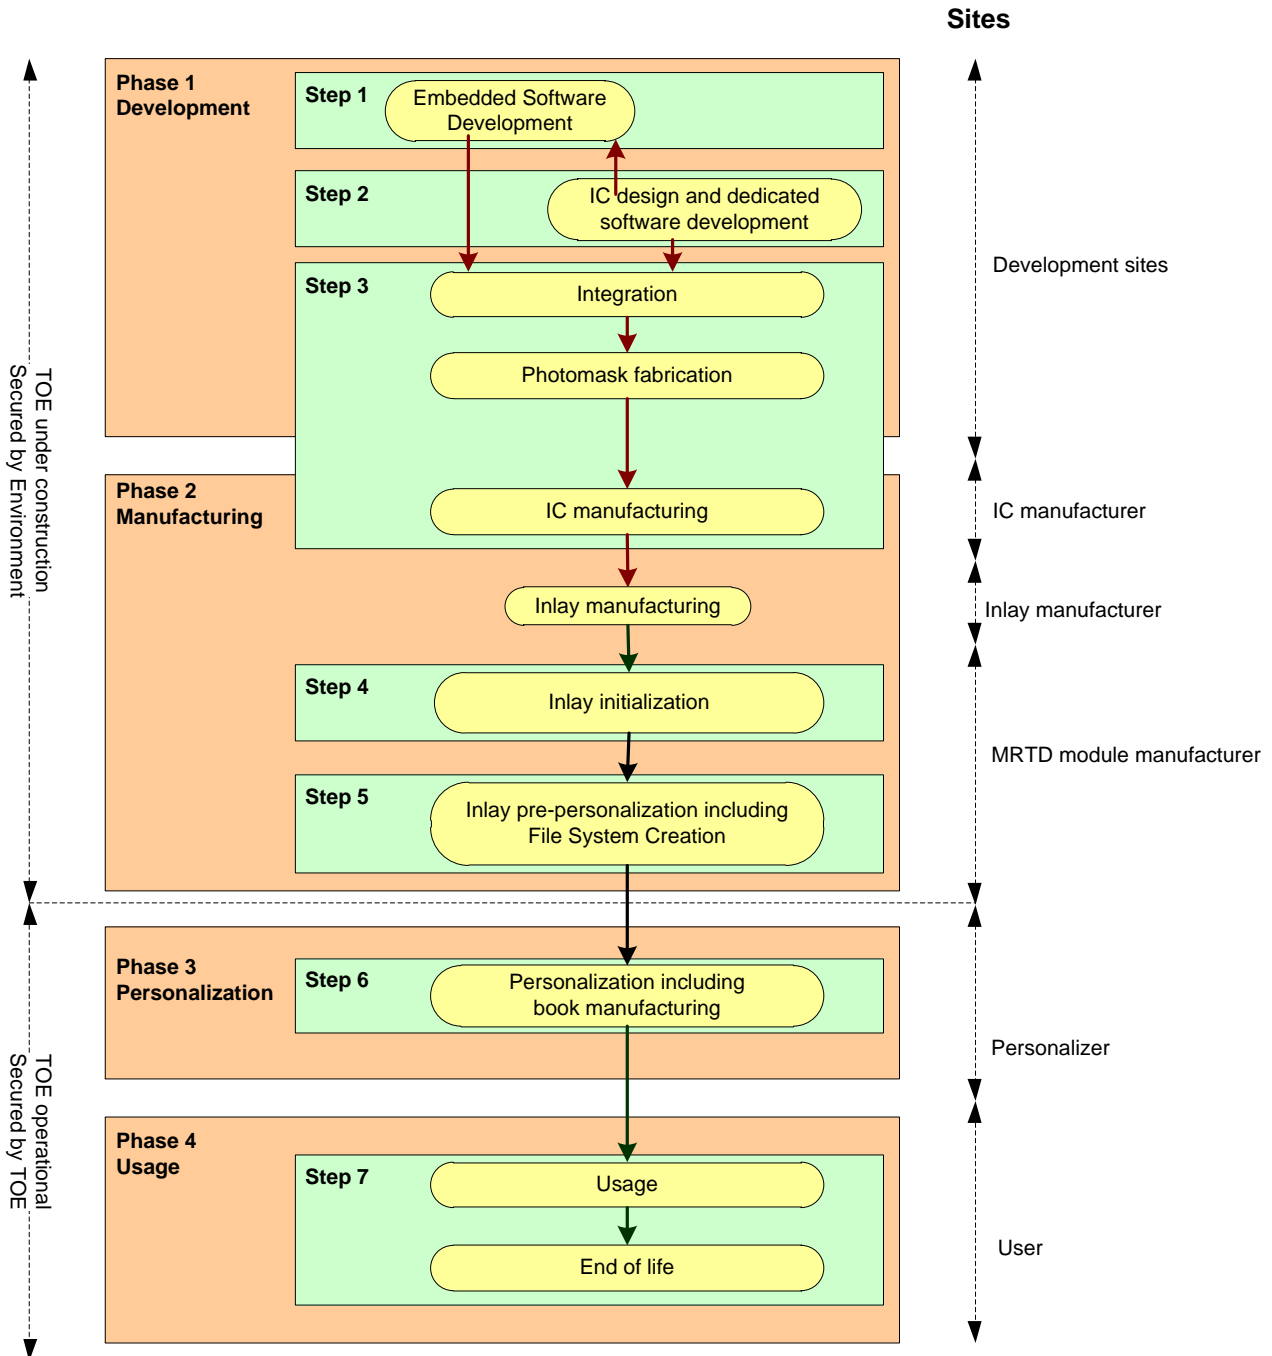 Sites
Phase 1
Development
Step 1
Embedded Software
Development
Step 2
IC design and dedicated
software development
Step 3
Integration
Photomask fabrication
Development sites
TOE under construction
Secured by Environment
Phase 2
Manufacturing
IC manufacturing
IC manufacturer
Inlay manufacturing
Inlay manufacturer
Step 4
Inlay initialization
MRTD module manufacturer
Step 5
Inlay pre-personalization including
File System Creation
Phase 3
Personalization
Step 6
Personalization including
book manufacturing
Personalizer
TOE operational
Secured by TOE
Phase 4
Usage
Step 7
Usage
End of life
User